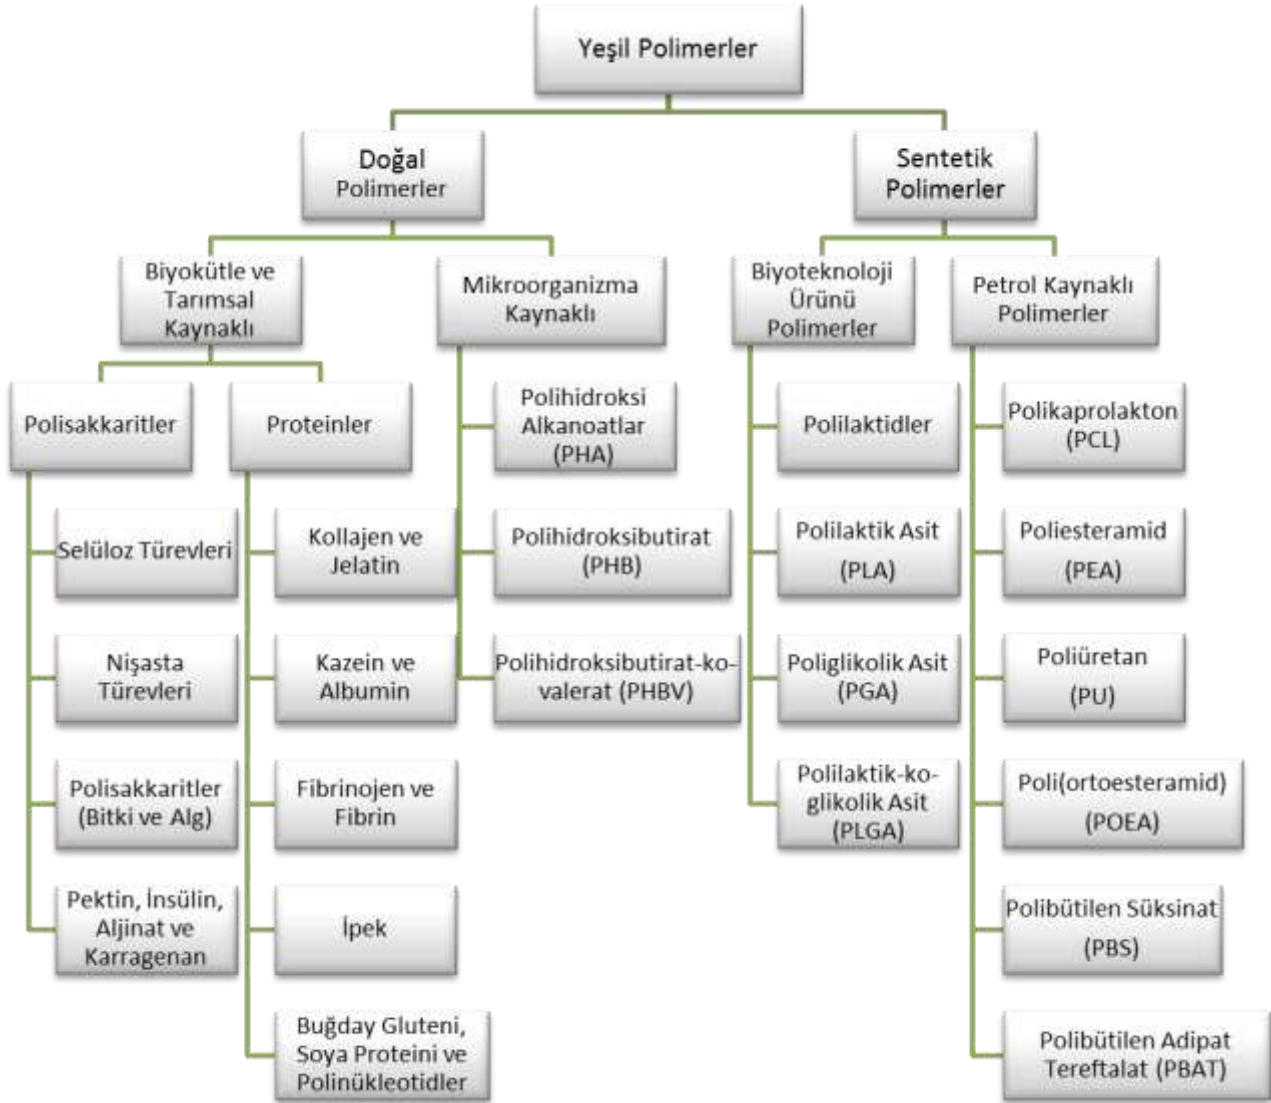 Yeşil Polimerler
Doğal
Polimerler
Sentetik
Polimerler
Biyokütle ve
Tarımsal
Kaynaklı
Mikroorganizma
Kaynaklı
Biyoteknoloji
Ürünü
Polimerler
Petrol Kaynaklı
Polimerler
Polisakkaritler
Proteinler
Polihidroksi
Alkanoatlar
(PHA)
Polilaktidler
Polikaprolakton
(PCL)
Selüloz Türevleri
Kollajen ve
Jelatin
Polihidroksibutirat
(PHB)
Polilaktik Asit
(PLA)
Poliesteramid
(PEA)
Nişasta
Türevleri
Kazein ve
Albumin
Polihidroksibutirat-ko-
valerat (PHBV)
Poliglikolik Asit
(PGA)
Poliüretan
(PU)
Polisakkaritler
(Bitki ve Alg)
Fibrinojen ve
Fibrin
Polilaktik-ko-
glikolik Asit
(PLGA)
Poli(ortoesteramid)
(POEA)
Pektin, İnsülin,
Aljinat ve
Karragenan
İpek
Polibütilen Süksinat
(PBS)
Buğday Gluteni,
Soya Proteini ve
Polinükleotidler
Polibütilen Adipat
Tereftalat (PBAT)